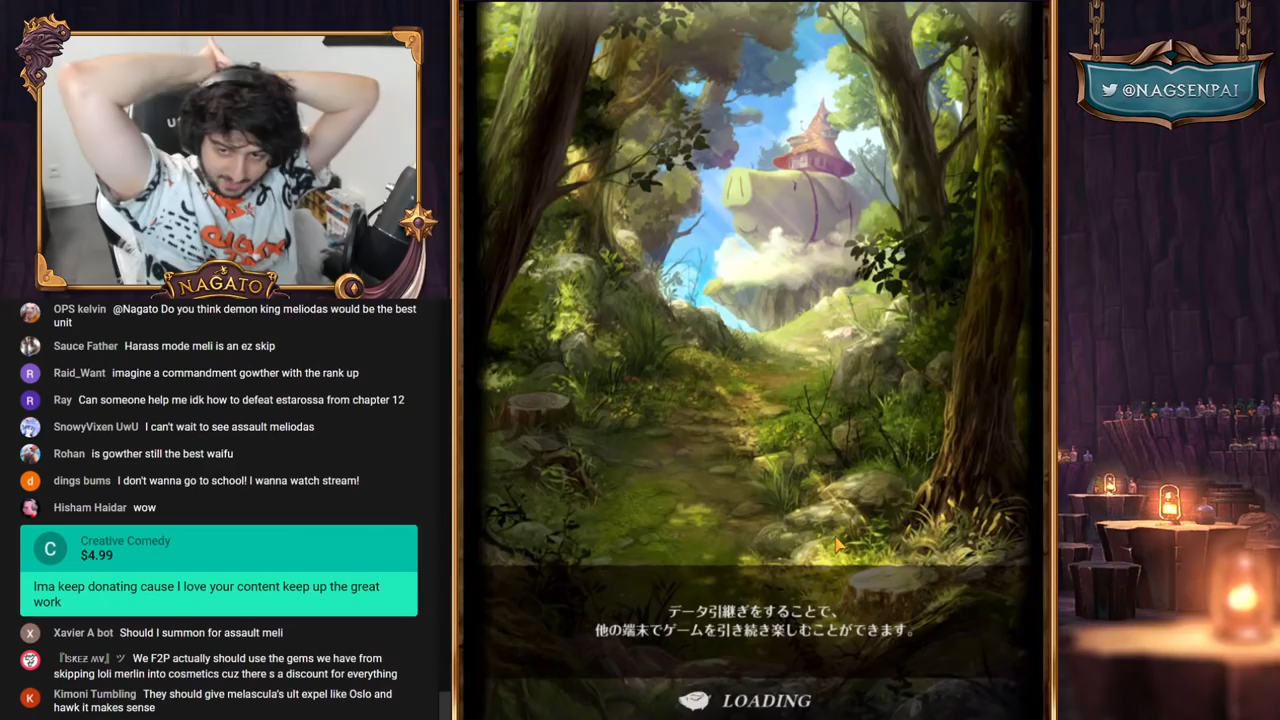 NAGATO
OPS kelvin @Nagato Do you think demon king meliodas would be the best
unit
Sauce Father Harass mode meli is an ez skip
R Raid_Want imagine a commandment gowther with the rank up
R Ray Can someone help me idk how to defeat estarossa from chapter 12
SnowyVixen UwU I can't wait to see assault meliodas
Rohan is gowther still the best waifu
d dings bums I don't wanna go to school! I wanna watch stream!
Hisham Haidar wow
C Creative Comedy
$4.99
Ima keep donating cause I love your content keep up the great
work
X Xavier A bot Should I summon for assault meli
We F2P actually should use the gems we have from
skipping loli merlin into cosmetics cuz there s a discount for everything
K Kimoni Tumbling They should give melascula's ult expel like Oslo and
hawk it makes sense
データ引継ぎをすることで、
他の端末でゲームを引き続き楽しむことができます。
LOADING
@NAGSENPAI